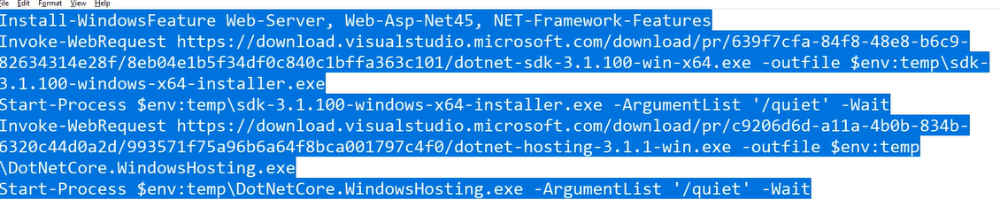 File Edit Format View Help
Install-WindowsFeature Web-Server, Web-Asp-Net45, NET-Framework-Features
Invoke-WebRequest https://download.visualstudio.microsoft.com/download/pr/639f7cfa-84f8-48e8-b6c9-
82634314e28f/8eb04e1b5f34df0c840c1bffa363c101/dotnet-sdk-3.1.100-win-x64.exe -outfile $env:temp\sdk-
3.1.100-windows-x64-installer.exe
Start-Process $env:temp\sdk-3.1.100-windows-x64-installer.exe -ArgumentList '/quiet' -Wait
Invoke-WebRequest https://download.visualstudio.microsoft.com/download/pr/c9206d6d-a11a-4b0b-834b-
6320c44d0a2d/993571f75a96b6a64f8bca001797c4f0/dotnet-hosting-3.1.1-win.exe -outfile $env:temp
\DotNetCore.WindowsHosting.exe
Start-Process $env:temp\DotNetCore.WindowsHosting.exe -ArgumentList '/quiet' -Wait